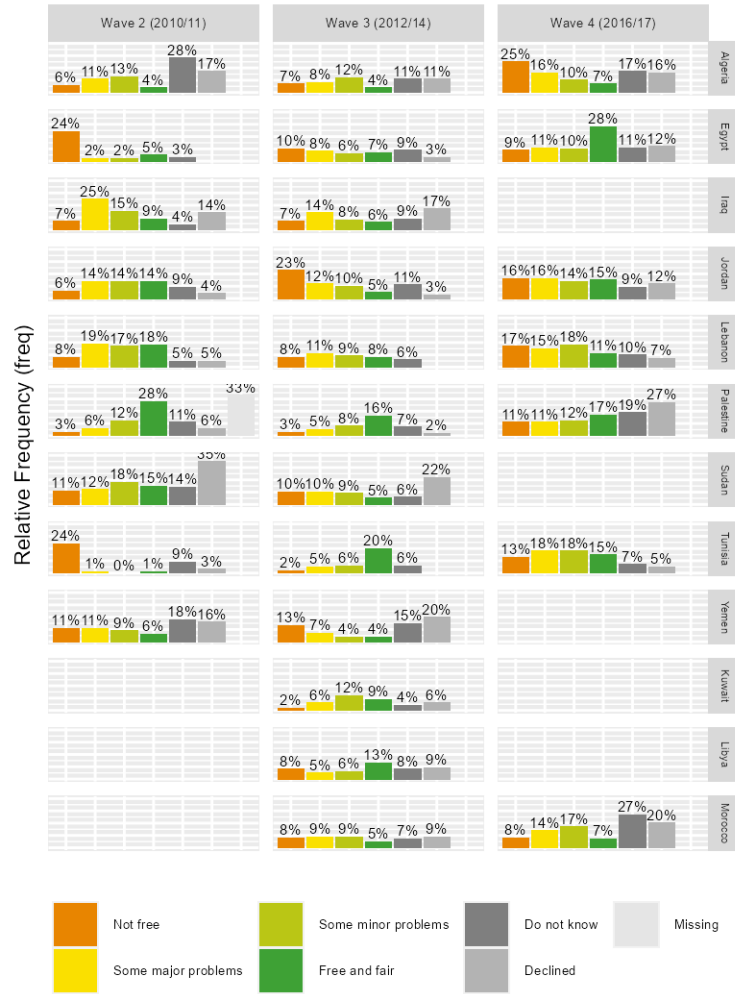 Wave 2 (2010/11) Wave 3 (2012/14) Wave 4 (2016/17)
6% 11% 13% 4% 28% 17% 7% 8% 12% 4% 11% 11% 25% 16% 10% 7% 17% 16% Algeria
24% 2% 2% 5% 3% 10% 8% 6% 7% 9% 3% 9% 11% 10% 28% 11% 12% Egypt
7% 25% 15% 9% 4% 14% 7% 14% 8% 6% 9% 17% Iraq
6% 14% 14% 14% 9% 4% 23% 12% 10% 5% 11% 3% 16% 16% 14% 15% 9% 12% Jordan
8% 19% 17% 18% 5% 5% 8% 11% 9% 8% 6% 17% 15% 18% 11% 10% 7% Lebanon
3% 6% 12% 28% 11% 6% 33% 3% 5% 8% 16% 7% 2% 11% 11% 12% 17% 19% 27% Palestine
11% 12% 18% 15% 14% 35% 10% 10% 9% 5% 6% 22% Sudan
24% 1% 0% 1% 9% 3% 2% 5% 6% 20% 6% 13% 18% 18% 15% 7% 5% Tunisia
11% 11% 9% 6% 18% 16% 13% 7% 4% 4% 15% 20% Yemen
2% 6% 12% 9% 4% 6% Kuwait
8% 5% 6% 13% 8% 9% Libya
8% 9% 9% 5% 7% 9% 8% 14% 17% 7% 27% 20% Morocco
Relative Frequency (freq)
Not free Some minor problems Do not know Missing
Some major problems Free and fair Declined